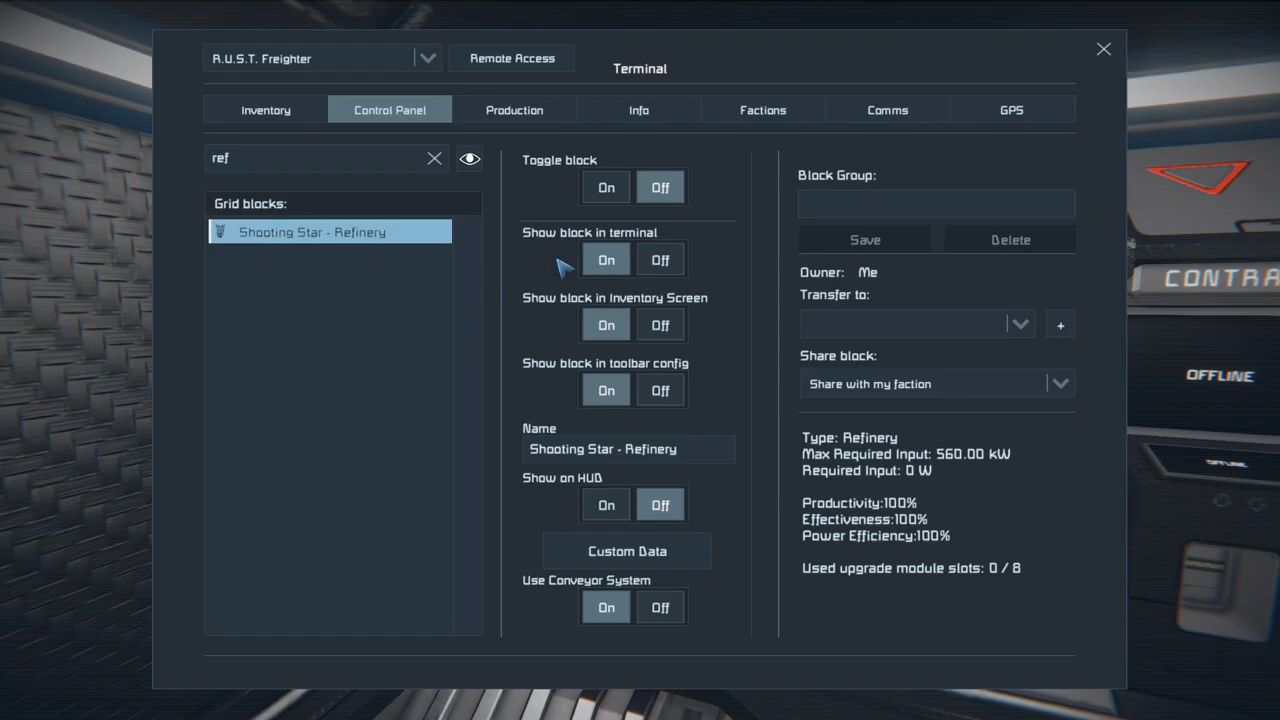 R.U.S.T. Freighter
Remote Access
Terminal
Inventory
Control Panel
Production
Info
Factions
Comms
GPS
ref
Grid blocks:
Shooting Star - Refinery
Toggle block
On Off
Show block in terminal
On Off
Show block in Inventory Screen
On Off
Show block in toolbar config
On Off
Name
Shooting Star - Refinery
Show on HUD
On Off
Custom Data
Use Conveyor System
On Off
Block Group:
Save
Delete
Owner: Me
Transfer to:
+
Share block:
Share with my faction
Type: Refinery
Max Required Input: 560.00 kW
Required Input: 0 W
Productivity:100%
Effectiveness:100%
Power Efficiency:100%
Used upgrade module slots: 0 / 8
CONTRA
OFFLINE
OFFLINE